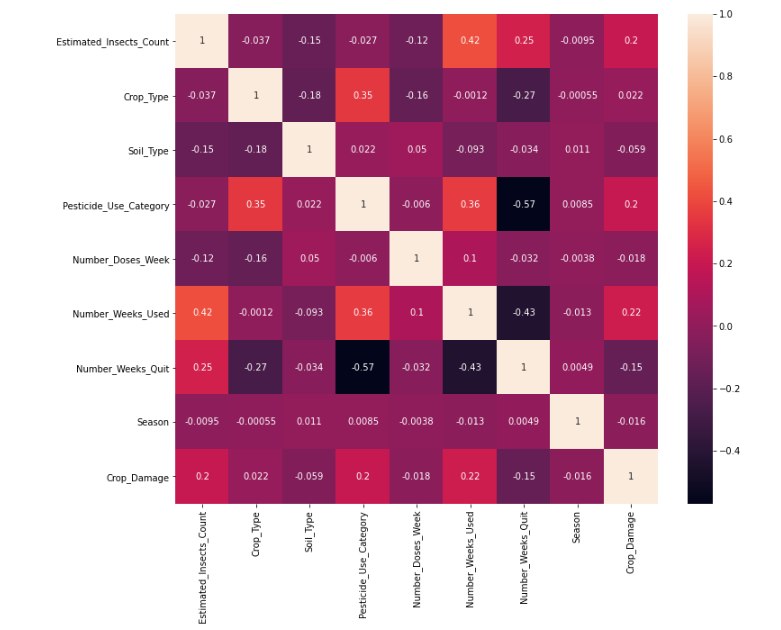 Estimated_Insects_Count 1 -0.037 -0.15 -0.027 -0.12 0.42 0.25 -0.0095 0.2
Crop_Type -0.037 1 -0.18 0.35 -0.16 -0.0012 -0.27 -0.00055 0.022
Soil_Type -0.15 -0.18 1 0.022 0.05 -0.093 -0.034 0.011 -0.059
Pesticide_Use_Category -0.027 0.35 0.022 1 -0.006 0.36 -0.57 0.0085 0.2
Number_Doses_Week -0.12 -0.16 0.05 -0.006 1 0.1 -0.032 -0.0038 -0.018
Number_Weeks_Used 0.42 -0.0012 -0.093 0.36 0.1 1 -0.43 -0.013 0.22
Number_Weeks_Quit 0.25 -0.27 -0.034 -0.57 -0.032 -0.43 1 0.0049 -0.15
Season -0.0095 -0.00055 0.011 0.0085 -0.0038 -0.013 0.0049 1 -0.016
Crop_Damage 0.2 0.022 -0.059 0.2 -0.018 0.22 -0.15 -0.016 1
Estimated_Insects_Count
Crop_Type
Soil_Type
Pesticide_Use_Category
Number_Doses_Week
Number_Weeks_Used
Number_Weeks_Quit
Season
Crop_Damage
1.0
0.8
0.6
0.4
0.2
0.0
−0.2
−0.4